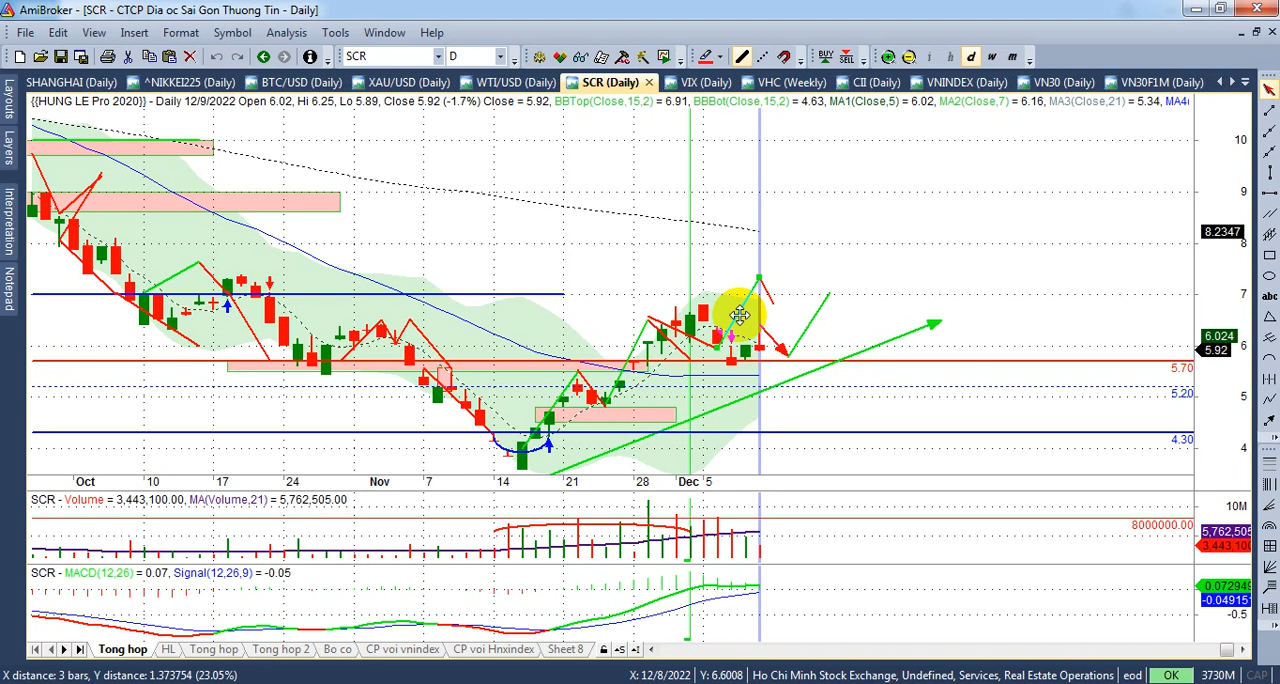 AmiBroker - [SCR - CTCP Dia oc Sai Gon Thuong Tin - Daily]
File Edit View Insert Format Symbol Analysis Tools Window Help
SCR D BUY SELL i h d w m
SHANGHAI (Daily) ^NIKKEI225 (Daily) BTC/USD (Daily) XAU/USD (Daily) WTI/USD (Daily) SCR (Daily) VIX (Daily) VHC (Weekly) CII (Daily) VNINDEX (Daily) VN30 (Daily) VN30F1M (Daily)
{{HUNG LE Pro 2020}} - Daily 12/9/2022 Open 6.02, Hi 6.25, Lo 5.89, Close 5.92 (-1.7%) Close = 5.92, BBTop(Close,15,2) = 6.91, BBBot(Close,15,2) = 4.63, MA1(Close,5) = 6.02, MA2(Close,7) = 6.16, MA3(Close,21) = 5.34, MA4(
Layouts
Layers
Interpretation
Notepad
10
9
8.2347
8
7
6.024
6
5.92
5.70
5.20
5
4.30
4
Oct 10 17 24 Nov 7 14 21 28 Dec 5
SCR - Volume = 3,443,100.00, MA(Volume,21) = 5,762,505.00
10M
8000000.00
5,762,505
3,443,100
SCR - MACD(12,26) = 0.07, Signal(12,26,9) = -0.05
0.072949
-0.04915
-0.5
abc
Tong hop HL Tong hop Tong hop 2 Bo co CP voi vnindex CP voi Hnxindex Sheet 8
X distance: 3 bars, Y distance: 1.373754 (23.05%) X: 12/8/2022 Y: 6.6008 Ho Chi Minh Stock Exchange, Undefined, Services, Real Estate Operations eod OK 3730M CAP